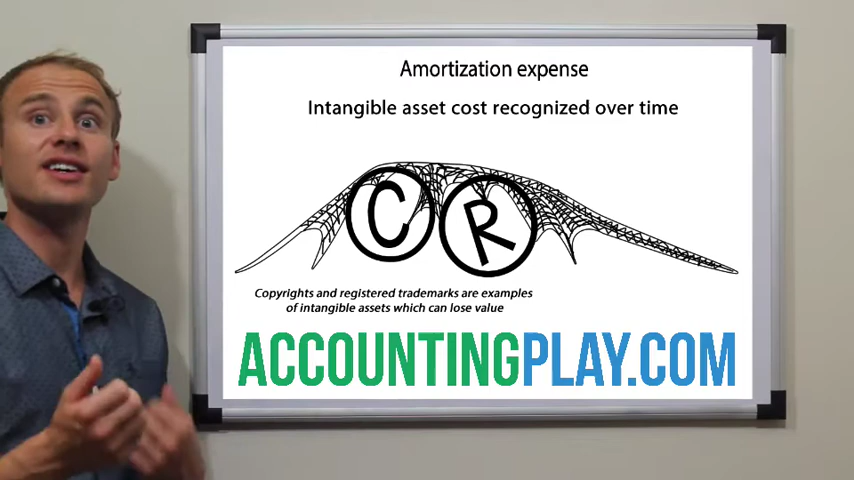 Amortization expense
Intangible asset cost recognized over time
C R
Copyrights and registered trademarks are examples
of intangible assets which can lose value
ACCOUNTINGPLAY.COM